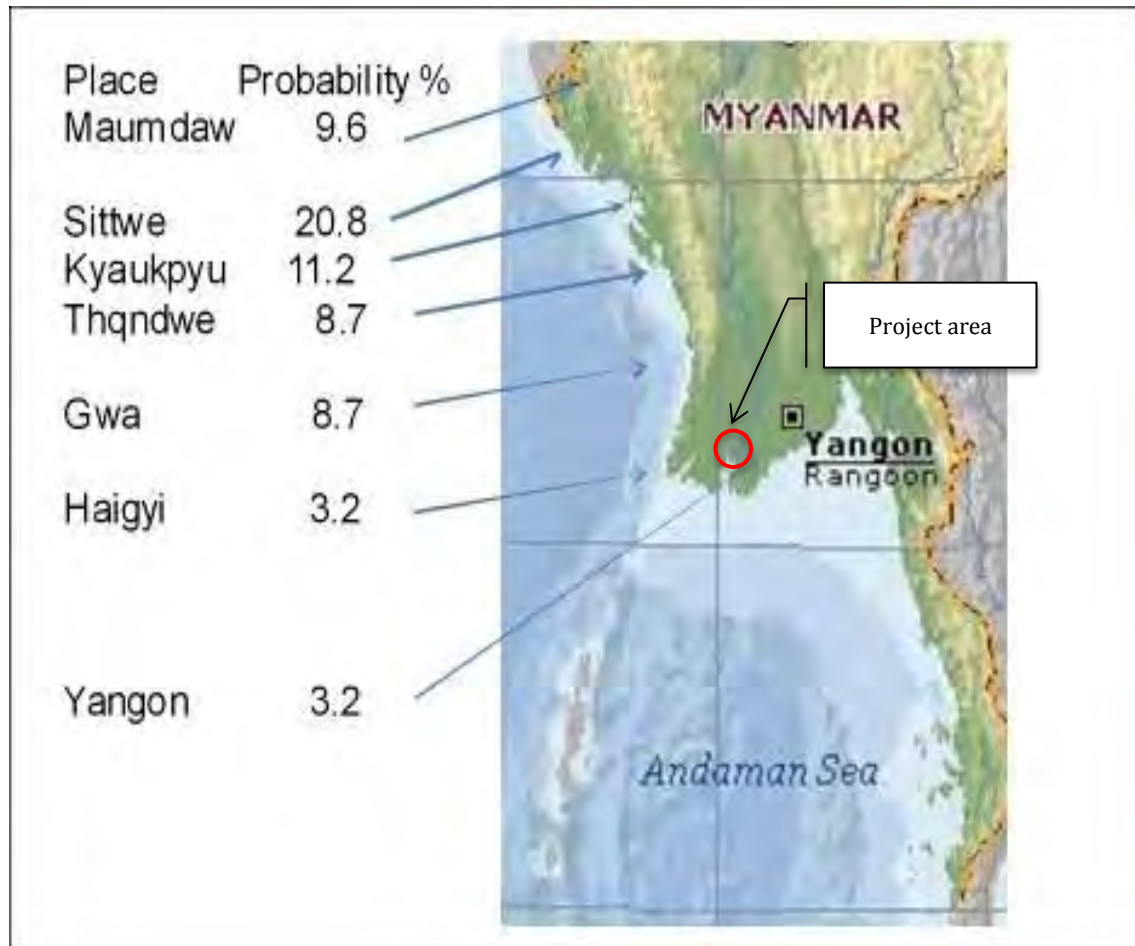 Place Probability %
Maumdaw 9.6
Sittwe 20.8
Kyaukpyu 11.2
Thqndwe 8.7
Gwa 8.7
Haigyi 3.2
Yangon 3.2
MYANMAR
Project area
Yangon
Rangoon
Andaman Sea